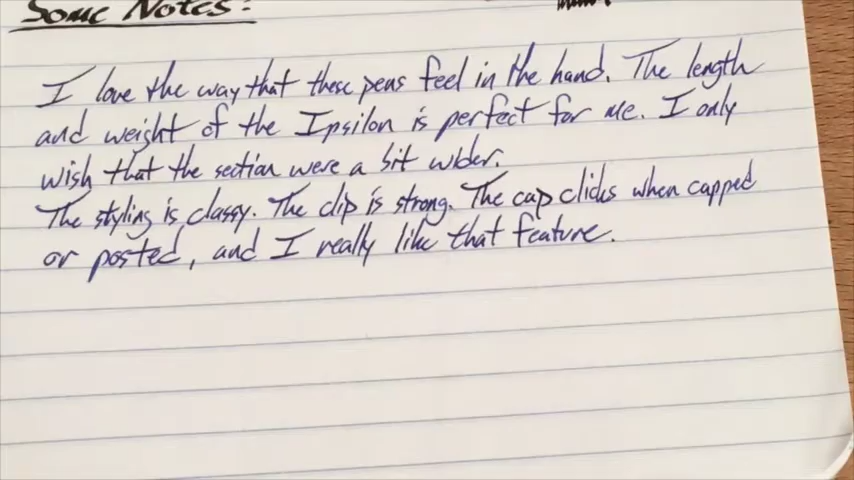 Some Notes:
I love the way that these pens feel in the hand. The length
and weight of the Ipsilon is perfect for me. I only
wish that the section were a bit wider.
The styling is classy. The clip is strong. The cap clicks when capped
or posted, and I really like that feature.